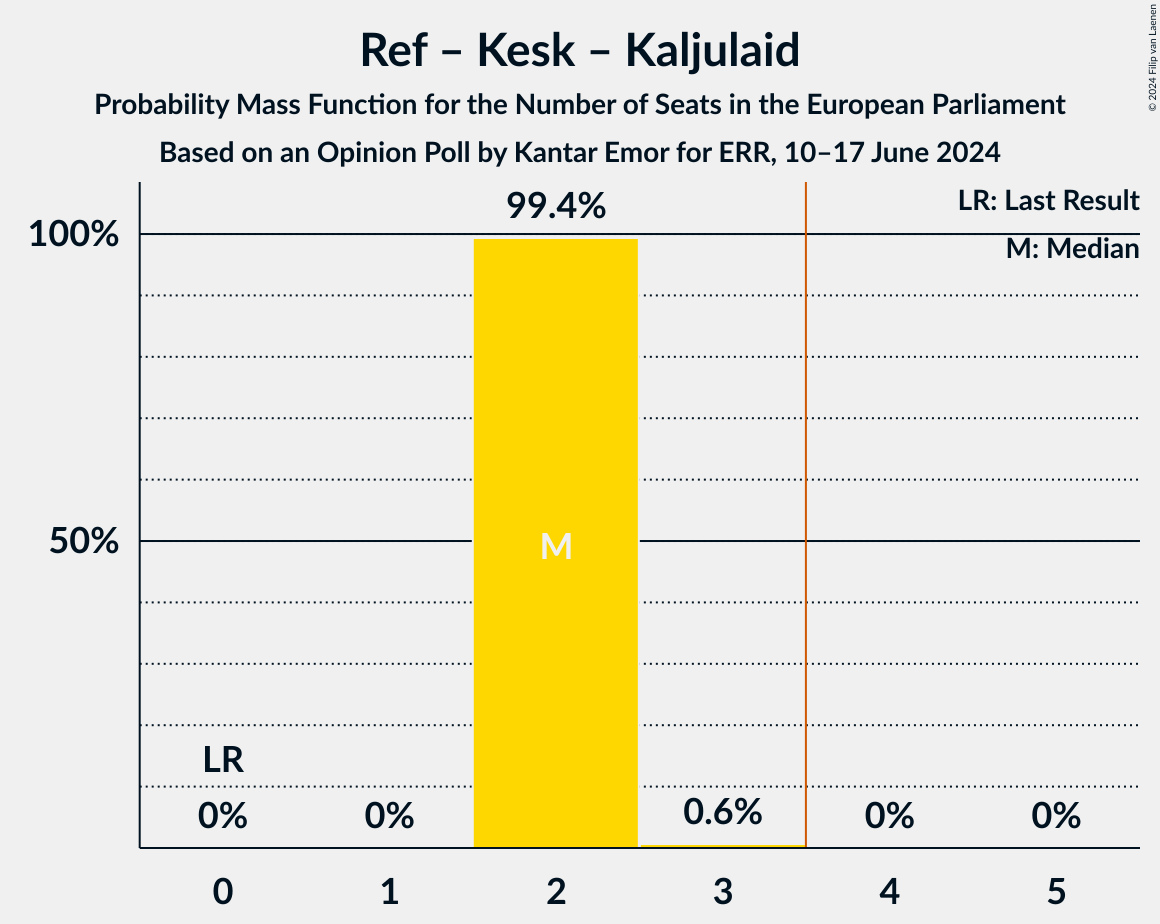 Ref – Kesk – Kaljulaid
Probability Mass Function for the Number of Seats in the European Parliament
Based on an Opinion Poll by Kantar Emor for ERR, 10–17 June 2024
© 2024 Filip van Laenen
LR: Last Result
M: Median
99.4%
100%
50%
M
LR
0%
0%
0.6%
0%
0%
0
1
2
3
4
5